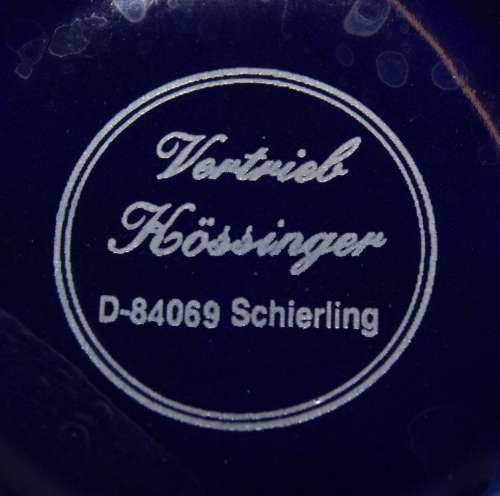 Vertrieb
Hössinger
D-84069 Schierling